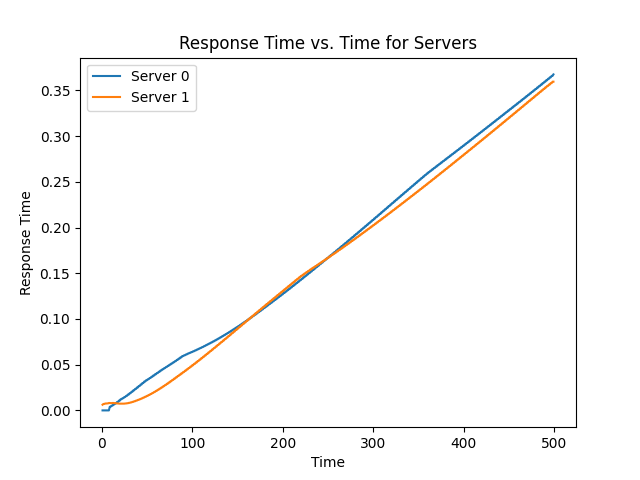 Response Time vs. Time for Servers
Server 0
Server 1
Response Time
0.35
0.30
0.25
0.20
0.15
0.10
0.05
0.00
0 100 200 300 400 500
Time